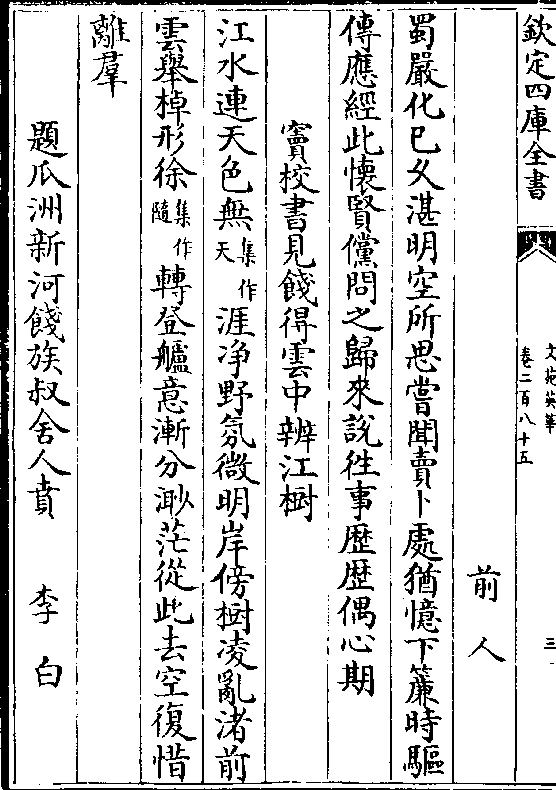 欽定四庫全書
文苑英華
卷二百八十五
三
前人
蜀嚴化已久湛明空所思嘗聞賣卜處猶憶下簾時驅
傳應經此懷賢儻問之歸來說往事歷歷偶心期
竇校書見餞得雲中辨江樹
江水連天色無集作天涯净野氛微明岸傍樹凌亂渚前
雲舉棹形徐集作隨轉登艫意漸分渺茫從此去空復惜
離羣
題瓜洲新河餞族叔舍人賁 李白